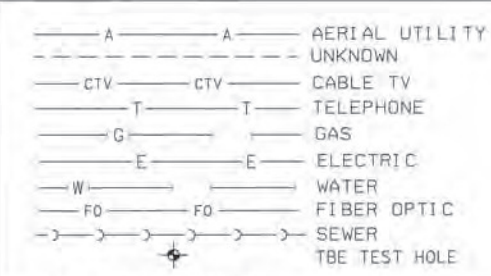 A A AERIAL UTILITY
UNKNOWN
CTV CTV CABLE TV
T T TELEPHONE
G GAS
E E ELECTRIC
W WATER
FO FO FIBER OPTIC
SEWER
TBE TEST HOLE